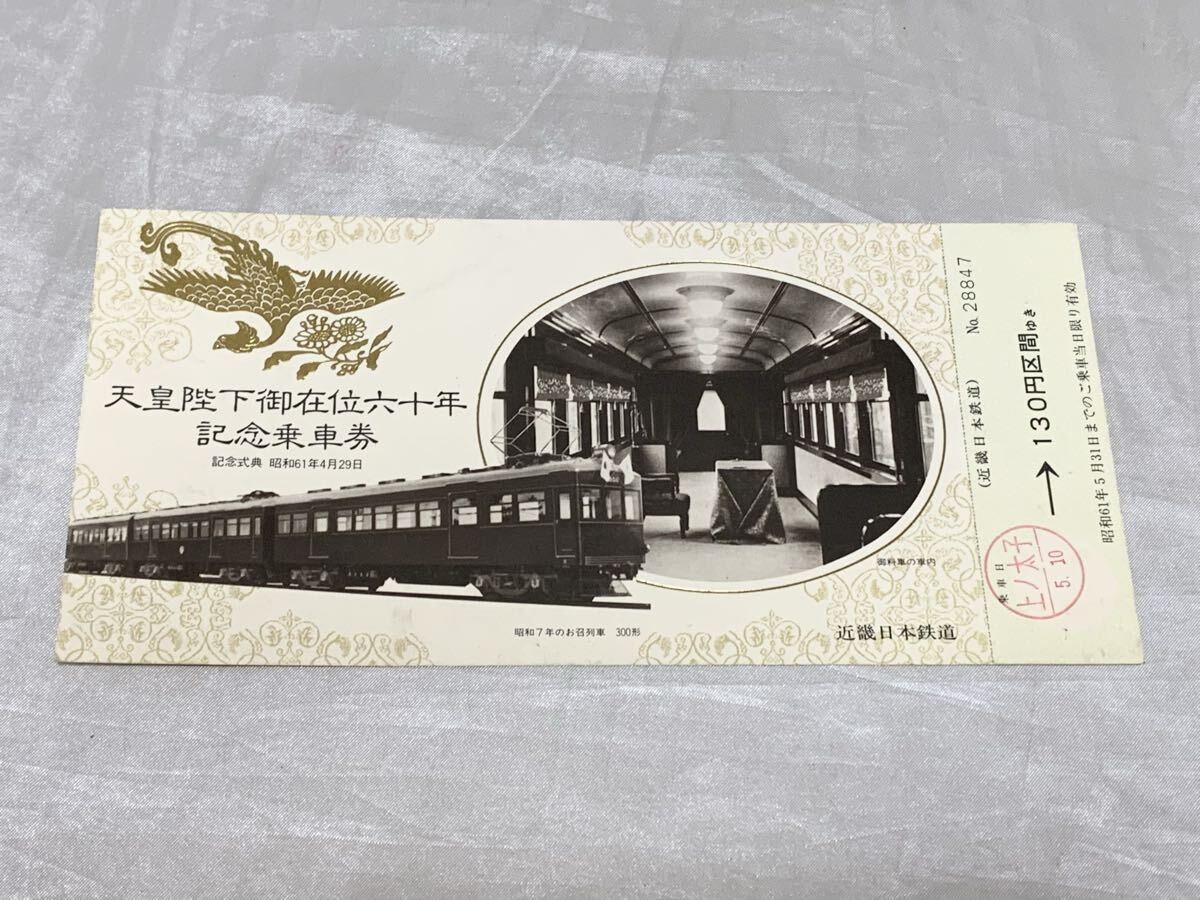 天皇陛下御在位六十年
記念乗車券
記念式典 昭和61年4月29日
御料車の車内
昭和7年のお召列車 300形
近畿日本鉄道
No. 28847
(近畿日本鉄道)
→130円区間ゆき
昭和61年5月31日までのご乗車当日限り有効
乗車日
上ノ太子
5.10